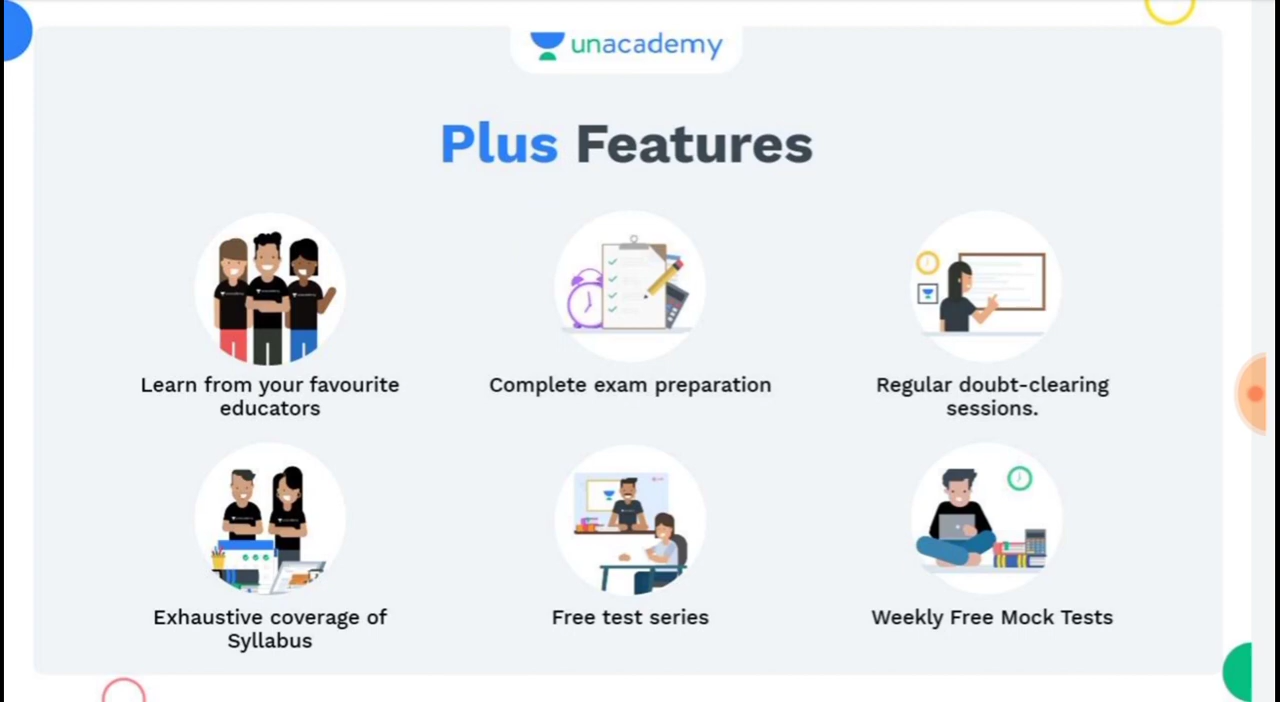 unacademy
Plus Features
Learn from your favourite
educators
Complete exam preparation
Regular doubt-clearing
sessions.
Exhaustive coverage of
Syllabus
Free test series
Weekly Free Mock Tests